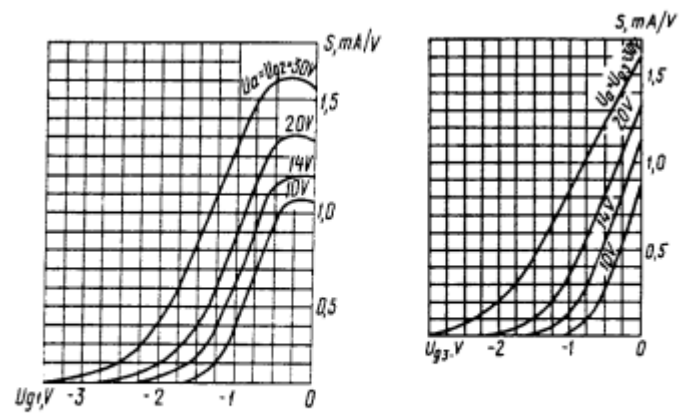 S, mA/V
Ua=Ug2=30V
1,5
20V
14V
10V
1,0
0,5
Ug1,V -3 -2 -1 0
S, mA/V
1,5
20V
1,0
14V
0,5
10V
Ug3, V -2 -1 0